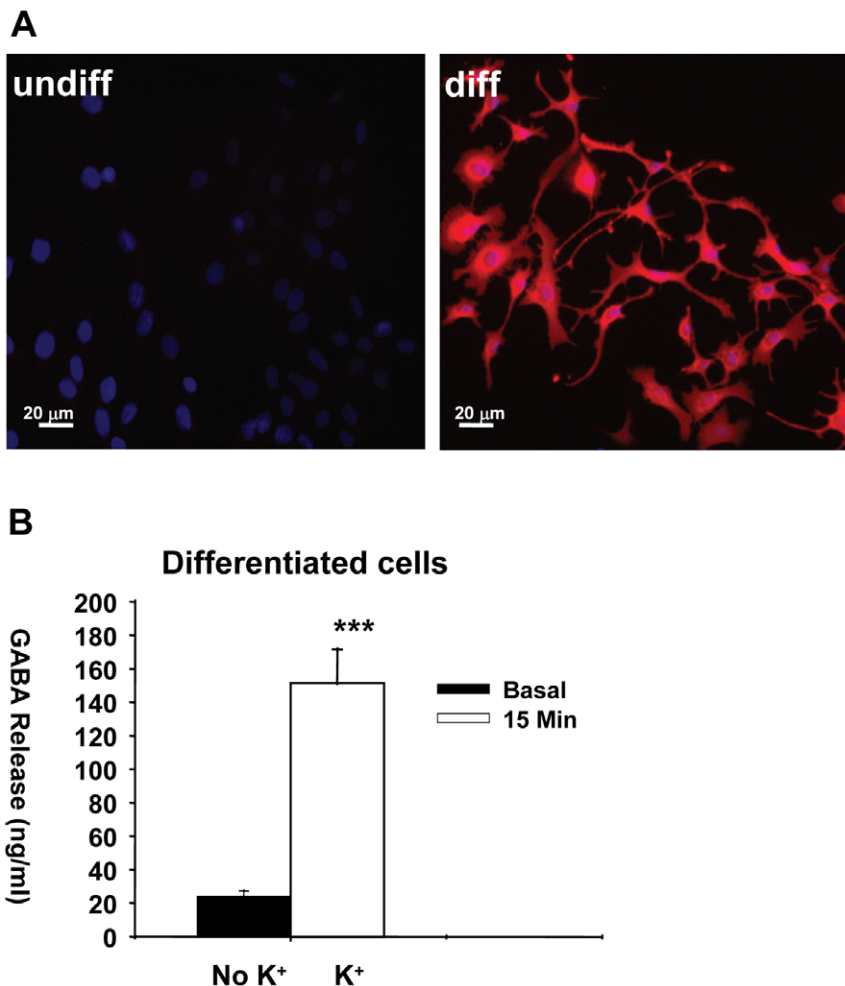 A
undiff
diff
20 μm
20 μm
B
Differentiated cells
GABA Release (ng/ml)
200
180
160
140
120
100
80
60
40
20
0
***
Basal
15 Min
No K⁺
K⁺